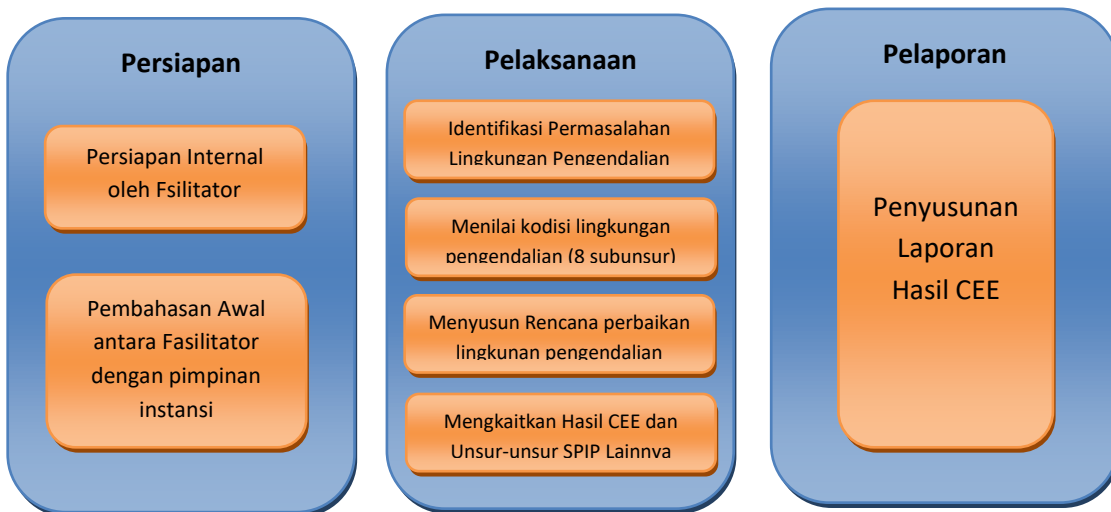 Persiapan
Persiapan Internal
oleh Fsilitator
Pembahasan Awal
antara Fasilitator
dengan pimpinan
instansi
Pelaksanaan
Identifikasi Permasalahan
Lingkungan Pengendalian
Menilai kodisi lingkungan
pengendalian (8 subunsur)
Menyusun Rencana perbaikan
lingkunan pengendalian
Mengkaitkan Hasil CEE dan
Unsur-unsur SPIP Lainnya
Pelaporan
Penyusunan
Laporan
Hasil CEE